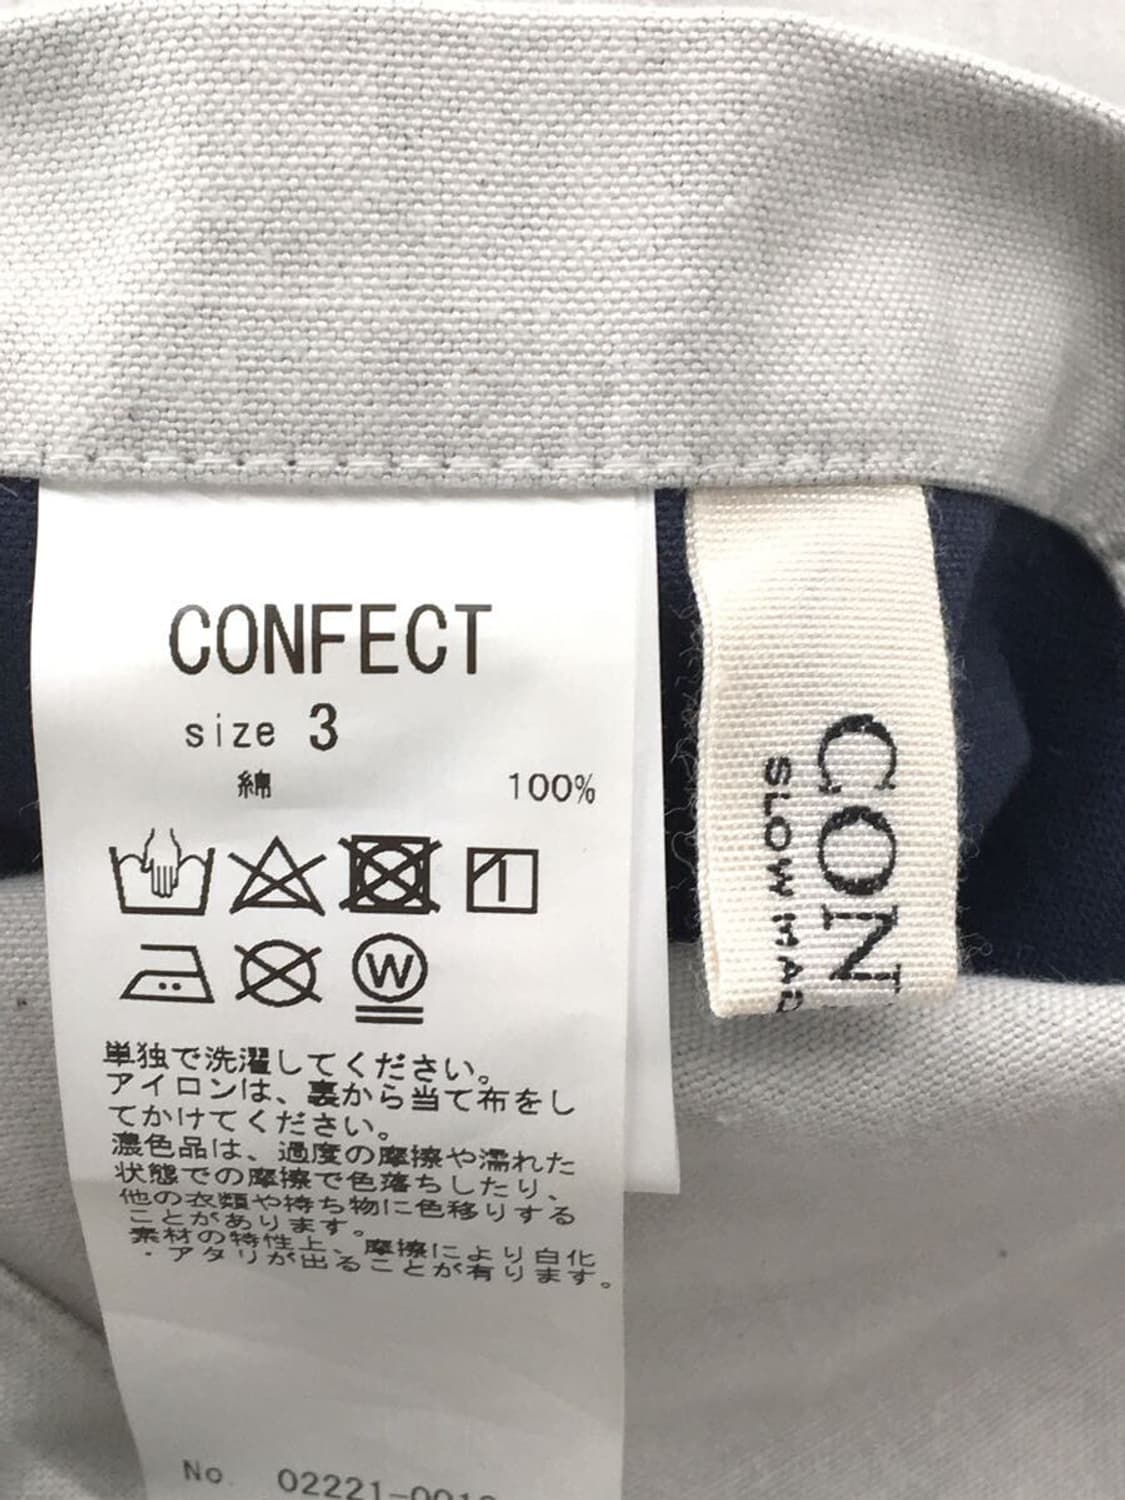 CONFECT
size 3
綿 100%
W
単独で洗濯してください。
アイロンは、裏から当て布をし
てかけてください。
濃色品は、過度の摩擦や濡れた
状態での摩擦で色落ちしたり、
他の衣類や持ち物に色移りする
ことがあります。
素材の特性上、摩擦により白化
・アタリが出ることが有ります。
No. 02221-001
CON
SLOW MAD